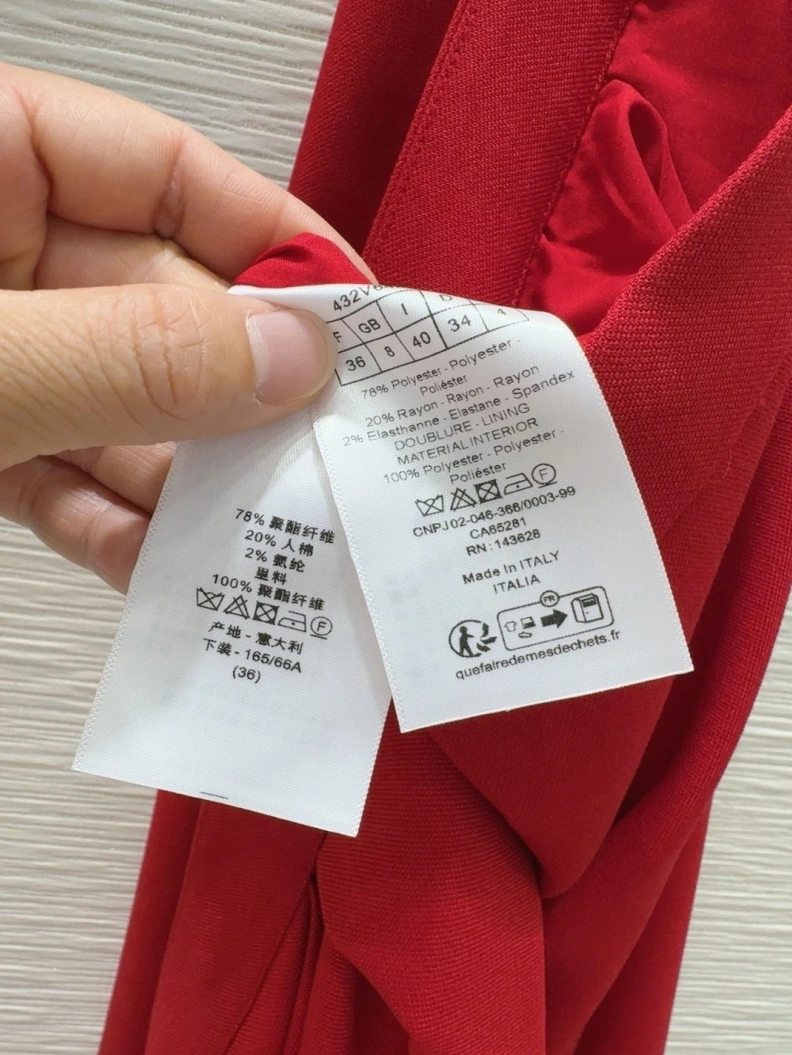 432V
F GB I D
36 8 40 34 4
78% Polyester - Polyester -
Poliéster
20% Rayon - Rayon - Rayon
2% Elasthanne - Elastane - Spandex
DOUBLURE - LINING
MATERIAL INTERIOR
100% Polyester - Polyester -
Poliéster
F
CNPJ 02-046-366/0003-99
CA65281
RN: 143628
Made In ITALY
ITALIA
FR
quefairedemesdechets.fr
78% 聚酯纤维
20% 人棉
2% 氨纶
里料
100% 聚酯纤维
F
产地 - 意大利
下装 - 165/66A
(36)